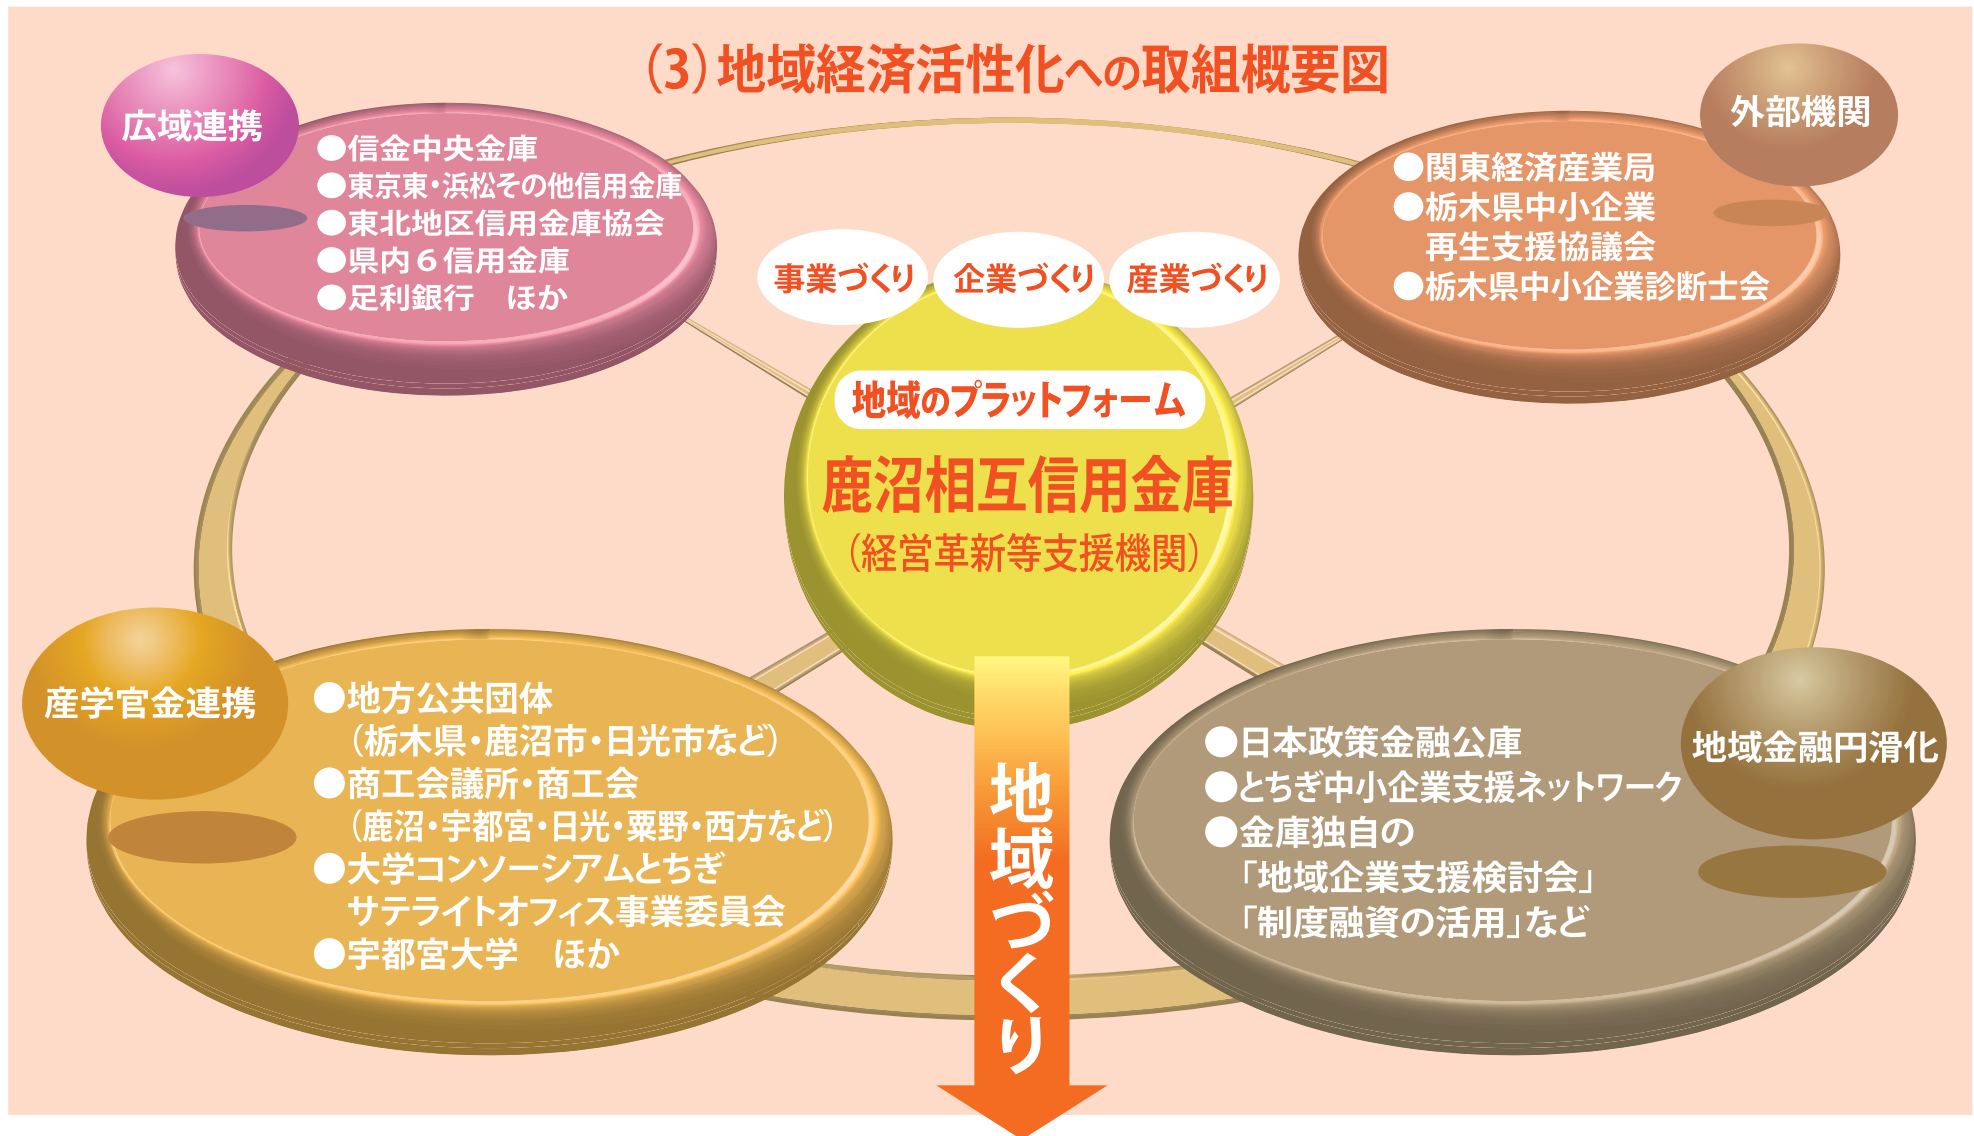 （3）地域経済活性化への取組概要図
広域連携
●信金中央金庫
●東京東・浜松その他信用金庫
●東北地区信用金庫協会
●県内６信用金庫
●足利銀行　ほか
外部機関
●関東経済産業局
●栃木県中小企業
再生支援協議会
●栃木県中小企業診断士会
事業づくり
企業づくり
産業づくり
地域のプラットフォーム
鹿沼相互信用金庫
（経営革新等支援機関）
産学官金連携
●地方公共団体
（栃木県・鹿沼市・日光市など）
●商工会議所・商工会
（鹿沼・宇都宮・日光・粟野・西方など）
●大学コンソーシアムとちぎ
サテライトオフィス事業委員会
●宇都宮大学　ほか
地域金融円滑化
●日本政策金融公庫
●とちぎ中小企業支援ネットワーク
●金庫独自の
「地域企業支援検討会」
「制度融資の活用」など
地域づくり